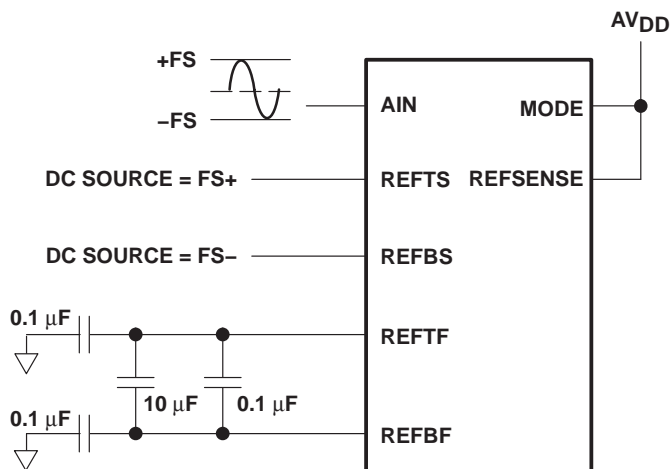 AVDD
+FS
–FS
AIN
MODE
DC SOURCE = FS+
REFTS
REFSENSE
DC SOURCE = FS–
REFBS
0.1 μF
REFTF
10 μF
0.1 μF
0.1 μF
REFBF